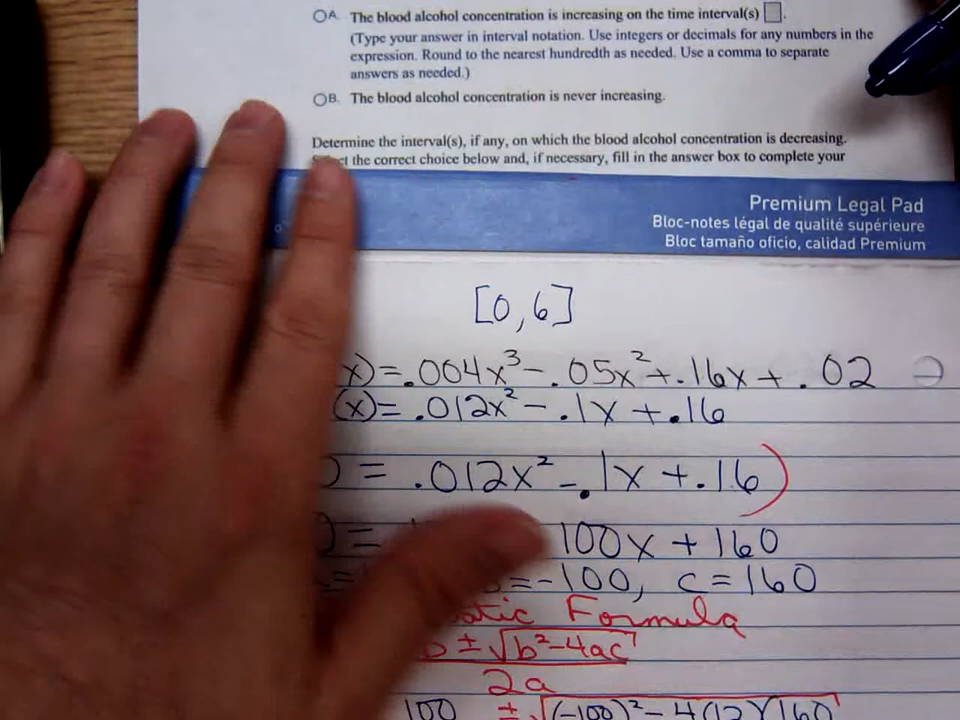 A. The blood alcohol concentration is increasing on the time interval(s) .
(Type your answer in interval notation. Use integers or decimals for any numbers in the
expression. Round to the nearest hundredth as needed. Use a comma to separate
answers as needed.)
B. The blood alcohol concentration is never increasing.
Determine the interval(s), if any, on which the blood alcohol concentration is decreasing.
the correct choice below and, if necessary, fill in the answer box to complete your
Premium Legal Pad
Bloc-notes légal de qualité supérieure
Bloc tamaño oficio, calidad Premium
[0, 6]
x) = .004x³ - .05x² + .16x + .02
(x) = .012x² - .1x + .16
0 = .012x² - .1x + .16)
0 = 100x + 160
= -100, c = 160
atic Formula
b ± √b²-4ac
2a
100 ± √(-100)² - 4(12)(160)